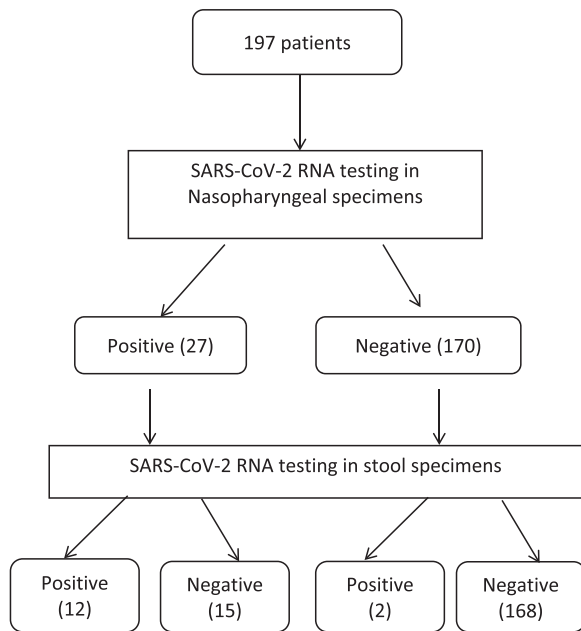 197 patients
SARS-CoV-2 RNA testing in
Nasopharyngeal specimens
Positive (27)
Negative (170)
SARS-CoV-2 RNA testing in stool specimens
Positive
(12)
Negative
(15)
Positive
(2)
Negative
(168)